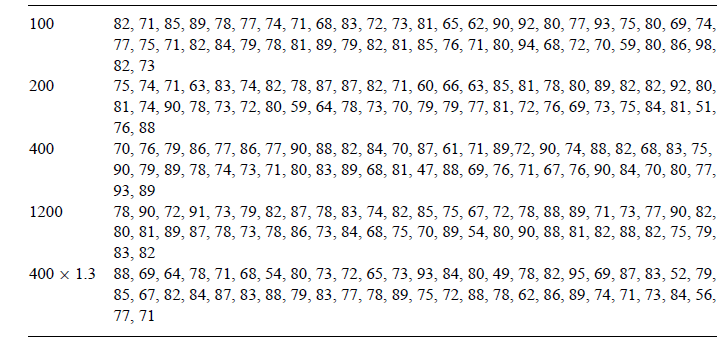 100 82, 71, 85, 89, 78, 77, 74, 71, 68, 83, 72, 73, 81, 65, 62, 90, 92, 80, 77, 93, 75, 80, 69, 74,
77, 75, 71, 82, 84, 79, 78, 81, 89, 79, 82, 81, 85, 76, 71, 80, 94, 68, 72, 70, 59, 80, 86, 98,
82, 73
200 75, 74, 71, 63, 83, 74, 82, 78, 87, 87, 82, 71, 60, 66, 63, 85, 81, 78, 80, 89, 82, 82, 92, 80,
81, 74, 90, 78, 73, 72, 80, 59, 64, 78, 73, 70, 79, 79, 77, 81, 72, 76, 69, 73, 75, 84, 81, 51,
76, 88
400 70, 76, 79, 86, 77, 86, 77, 90, 88, 82, 84, 70, 87, 61, 71, 89,72, 90, 74, 88, 82, 68, 83, 75,
90, 79, 89, 78, 74, 73, 71, 80, 83, 89, 68, 81, 47, 88, 69, 76, 71, 67, 76, 90, 84, 70, 80, 77,
93, 89
1200 78, 90, 72, 91, 73, 79, 82, 87, 78, 83, 74, 82, 85, 75, 67, 72, 78, 88, 89, 71, 73, 77, 90, 82,
80, 81, 89, 87, 78, 73, 78, 86, 73, 84, 68, 75, 70, 89, 54, 80, 90, 88, 81, 82, 88, 82, 75, 79,
83, 82
400 × 1.3 88, 69, 64, 78, 71, 68, 54, 80, 73, 72, 65, 73, 93, 84, 80, 49, 78, 82, 95, 69, 87, 83, 52, 79,
85, 67, 82, 84, 87, 83, 88, 79, 83, 77, 78, 89, 75, 72, 88, 78, 62, 86, 89, 74, 71, 73, 84, 56,
77, 71